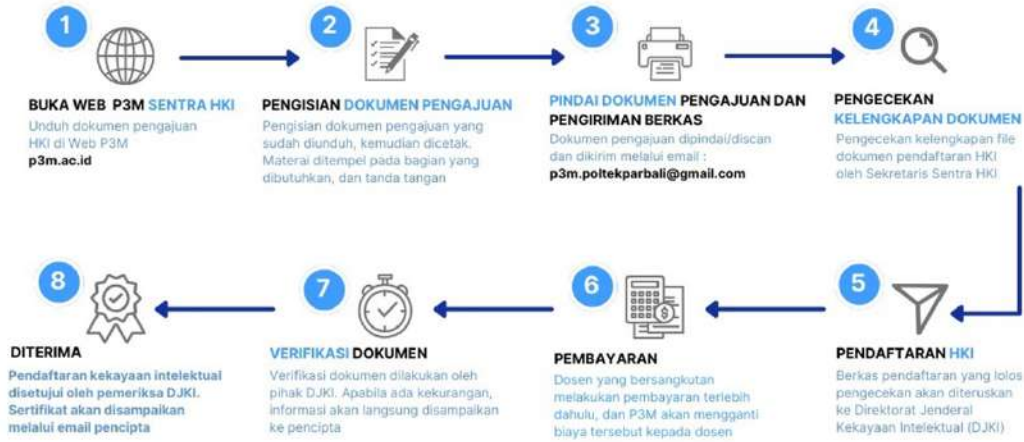 1
BUKA WEB P3M SENTRA HKI
Unduh dokumen pengajuan
HKI di Web P3M
p3m.ac.id
2
PENGISIAN DOKUMEN PENGAJUAN
Pengisian dokumen pengajuan yang
sudah diunduh, kemudian dicetak.
Materai ditempel pada bagian yang
dibutuhkan, dan tanda tangan
3
PINDAI DOKUMEN PENGAJUAN DAN
PENGIRIMAN BERKAS
Dokumen pengajuan dipindai/discan
dan dikirim melalui email :
p3m.poltekparbali@gmail.com
4
PENGECEKAN
KELENGKAPAN DOKUMEN
Pengecekan kelengkapan file
dokumen pendaftaran HKI
oleh Sekretaris Sentra HKI
5
PENDAFTARAN HKI
Berkas pendaftaran yang lolos
pengecekan akan diteruskan
ke Direktorat Jenderal
Kekayaan Intelektual (DJKI)
6
PEMBAYARAN
Dosen yang bersangkutan
melakukan pembayaran terlebih
dahulu, dan P3M akan mengganti
biaya tersebut kepada dosen
7
VERIFIKASI DOKUMEN
Verifikasi dokumen dilakukan oleh
pihak DJKI. Apabila ada kekurangan,
informasi akan langsung disampaikan
ke pencipta
8
DITERIMA
Pendaftaran kekayaan intelektual
disetujui oleh pemeriksa DJKI.
Sertifikat akan disampaikan
melalui email pencipta